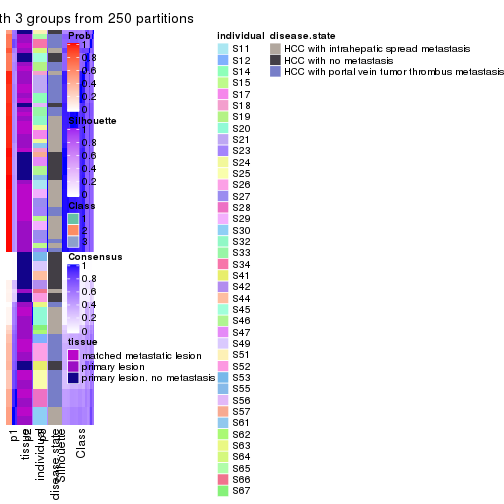 th 3 groups from 250 partitions
Prob
1
0.8
0.6
0.4
0.2
0
Silhouette
1
0.8
0.6
0.4
0.2
0
Class
1
2
3
Consensus
1
0.8
0.6
0.4
0.2
0
tissue
matched metastatic lesion
primary lesion
primary lesion. no metastasis
individual
S11
S12
S14
S15
S17
S18
S19
S20
S21
S23
S24
S25
S26
S27
S28
S29
S30
S32
S33
S34
S41
S42
S44
S45
S46
S47
S49
S51
S52
S53
S55
S56
S57
S61
S62
S63
S64
S65
S66
S67
disease.state
HCC with intrahepatic spread metastasis
HCC with no metastasis
HCC with portal vein tumor thrombus metastasis
p1
tissue
individual
disease.state
Silhouette
Class